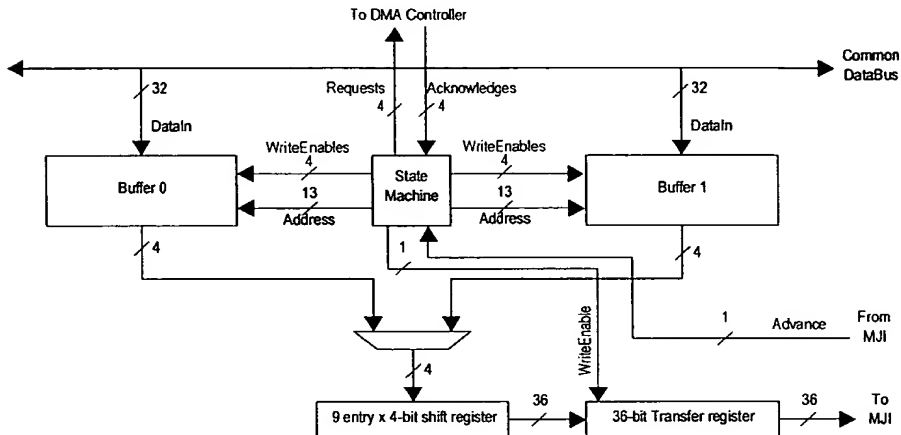 To DMA Controller
Common
DataBus
32
Requests
4
Acknowledges
4
32
DataIn
DataIn
WriteEnables
4
WriteEnables
4
Buffer 0
State
Machine
Buffer 1
13
Address
13
Address
4
1
4
WriteEnable
1
Advance
From
MJI
4
9 entry x 4-bit shift register
36
36-bit Transfer register
36
To
MJI